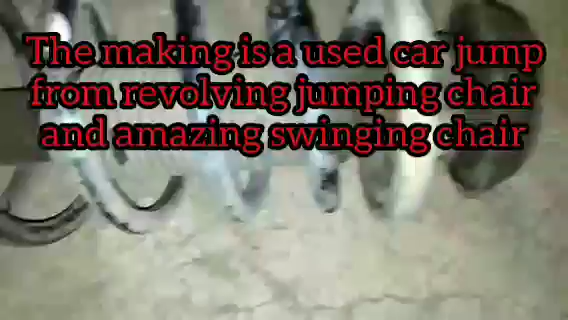 The making is a used car jump
from revolving jumping chair
and amazing swinging chair